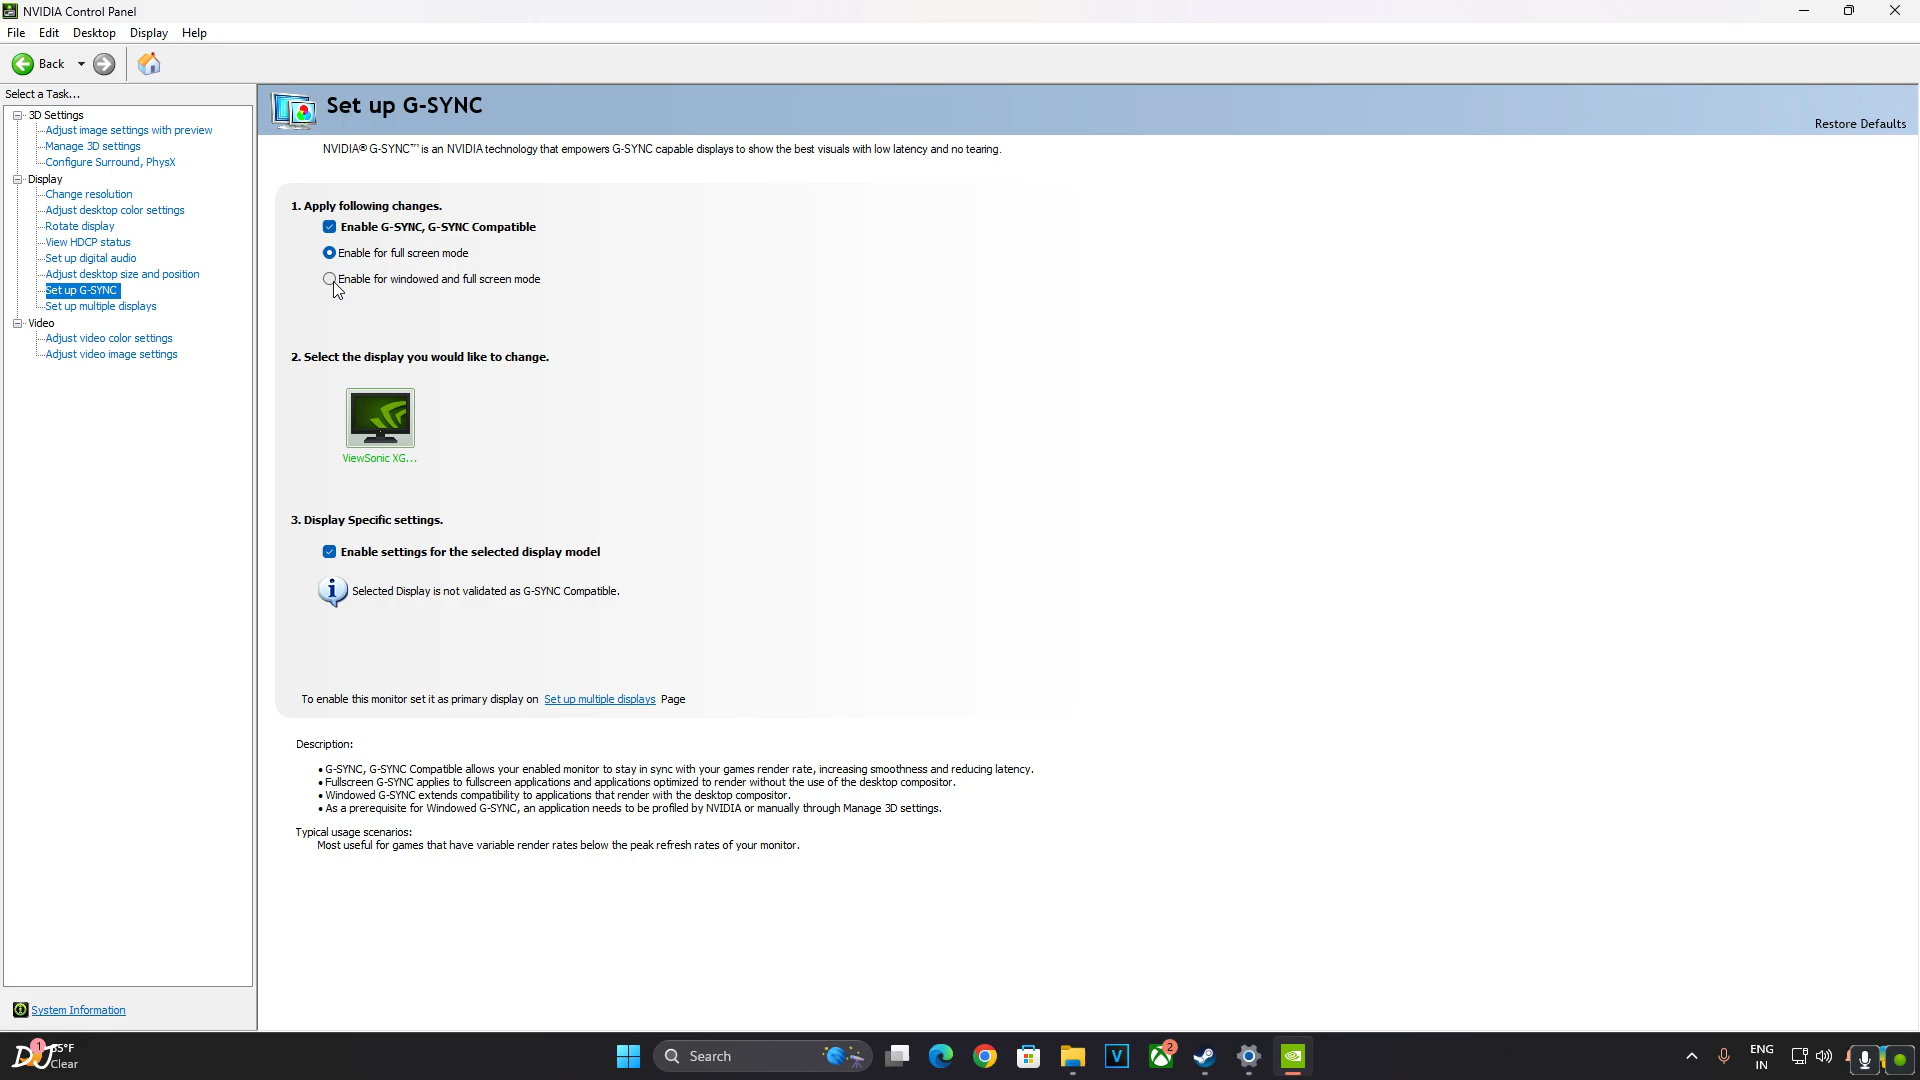 NVIDIA Control Panel
File Edit Desktop Display Help
Back
Select a Task...
3D Settings
Adjust image settings with preview
Manage 3D settings
Configure Surround, PhysX
Display
Change resolution
Adjust desktop color settings
Rotate display
View HDCP status
Set up digital audio
Adjust desktop size and position
Set up G-SYNC
Set up multiple displays
Video
Adjust video color settings
Adjust video image settings
System Information
Set up G-SYNC
Restore Defaults
NVIDIA® G-SYNC™ is an NVIDIA technology that empowers G-SYNC capable displays to show the best visuals with low latency and no tearing.
1. Apply following changes.
Enable G-SYNC, G-SYNC Compatible
Enable for full screen mode
Enable for windowed and full screen mode
2. Select the display you would like to change.
ViewSonic XG...
3. Display Specific settings.
Enable settings for the selected display model
Selected Display is not validated as G-SYNC Compatible.
To enable this monitor set it as primary display on Set up multiple displays Page
Description:
• G-SYNC, G-SYNC Compatible allows your enabled monitor to stay in sync with your games render rate, increasing smoothness and reducing latency.
• Fullscreen G-SYNC applies to fullscreen applications and applications optimized to render without the use of the desktop compositor.
• Windowed G-SYNC extends compatibility to applications that render with the desktop compositor.
• As a prerequisite for Windowed G-SYNC, an application needs to be profiled by NVIDIA or manually through Manage 3D settings.
Typical usage scenarios:
Most useful for games that have variable render rates below the peak refresh rates of your monitor.
1
5°F
Clear
Search
V
2
ENG
IN